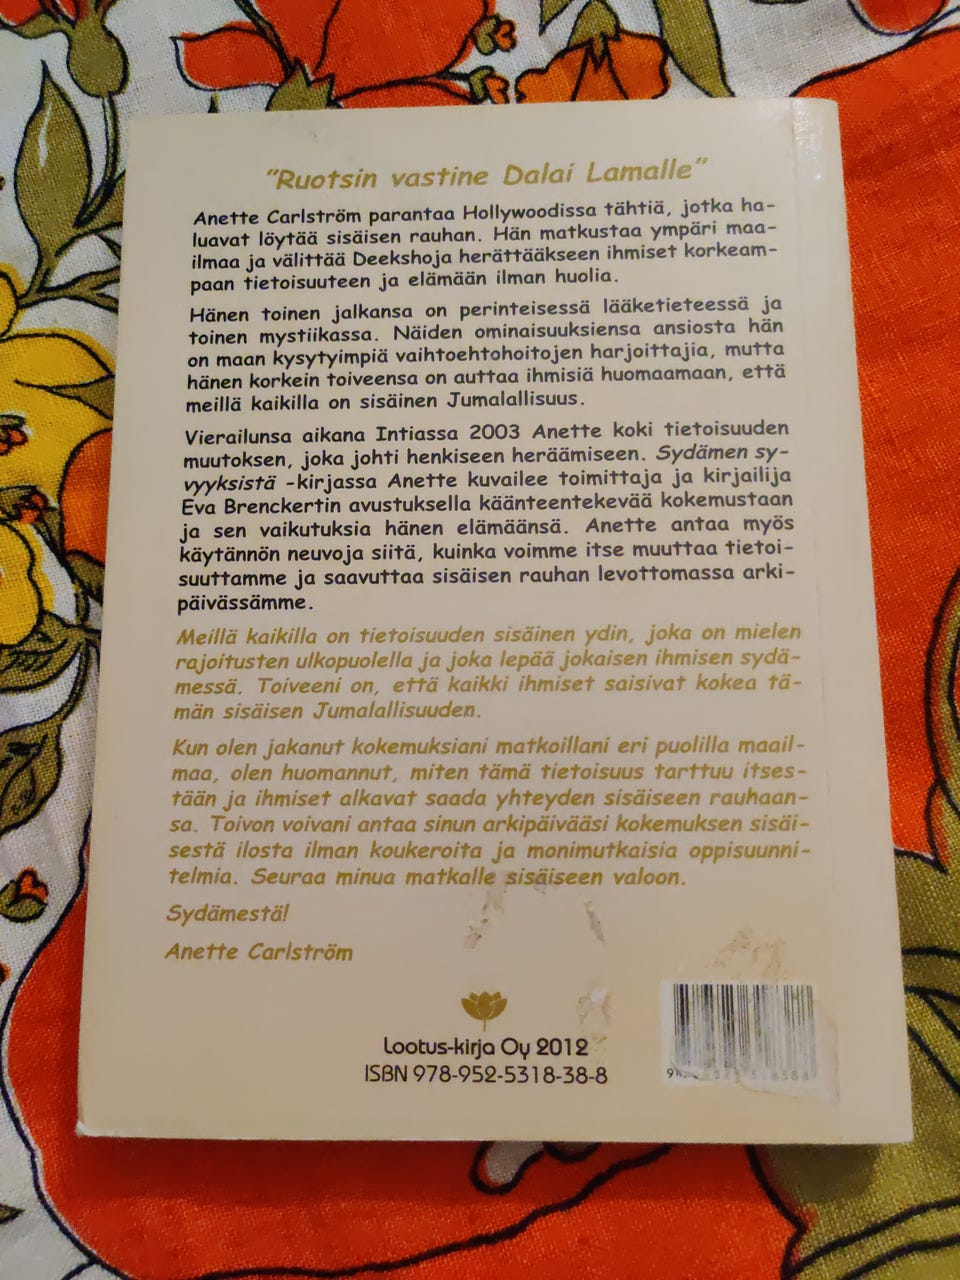 "Ruotsin vastine Dalai Lamalle"
Anette Carlström parantaa Hollywoodissa tähtiä, jotka ha-
luavat löytää sisäisen rauhan. Hän matkustaa ympäri maa-
ilmaa ja välittää Deekshoja herättääkseen ihmiset korkeam-
paan tietoisuuteen ja elämään ilman huolia.
Hänen toinen jalkansa on perinteisessä lääketieteessä ja
toinen mystiikassa. Näiden ominaisuuksiensa ansiosta hän
on maan kysytyimpiä vaihtoehtohoitojen harjoittajia, mutta
hänen korkein toiveensa on auttaa ihmisiä huomaamaan, että
meillä kaikilla on sisäinen Jumalallisuus.
Vierailunsa aikana Intiassa 2003 Anette koki tietoisuuden
muutoksen, joka johti henkiseen heräämiseen. Sydämen sy-
vyyksistä -kirjassa Anette kuvailee toimittaja ja kirjailija
Eva Brenckertin avustuksella käänteentekevää kokemustaan
ja sen vaikutuksia hänen elämäänsä. Anette antaa myös
käytännön neuvoja siitä, kuinka voimme itse muuttaa tietoi-
suuttamme ja saavuttaa sisäisen rauhan levottomassa arki-
päivässämme.
Meillä kaikilla on tietoisuuden sisäinen ydin, joka on mielen
rajoitusten ulkopuolella ja joka lepää jokaisen ihmisen sydä-
messä. Toiveeni on, että kaikki ihmiset saisivat kokea tä-
män sisäisen Jumalallisuuden.
Kun olen jakanut kokemuksiani matkoillani eri puolilla maail-
maa, olen huomannut, miten tämä tietoisuus tarttuu itses-
tään ja ihmiset alkavat saada yhteyden sisäiseen rauhaan-
sa. Toivon voivani antaa sinun arkipäivääsi kokemuksen sisäi-
sestä ilosta ilman koukeroita ja monimutkaisia oppisuunni-
telmia. Seuraa minua matkalle sisäiseen valoon.
Sydämestä!
Anette Carlström
Lootus-kirja Oy 2012
ISBN 978-952-5318-38-8